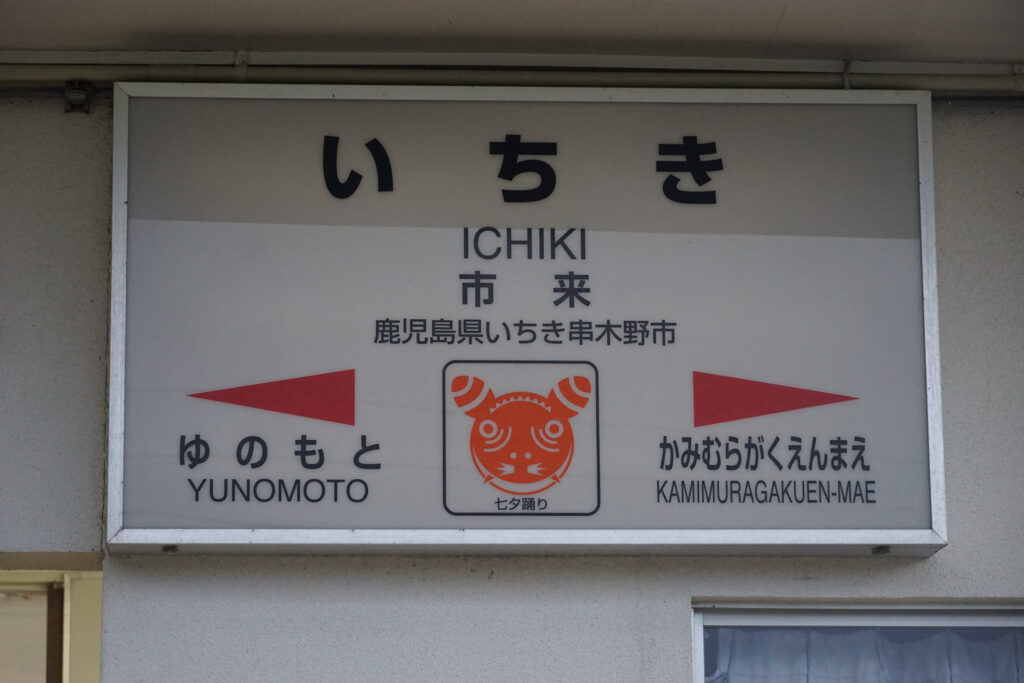 いちき
ICHIKI
市来
鹿児島県いちき串木野市
ゆのもと
YUNOMOTO
七夕踊り
かみむらがくえんまえ
KAMIMURAGAKUEN-MAE